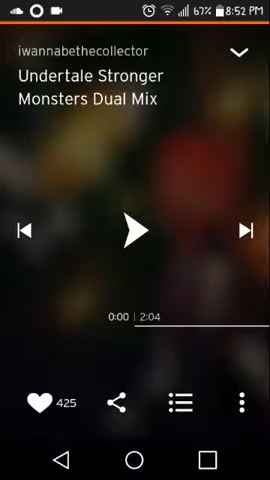 67% 8:52 PM
iwannabethecollector
Undertale Stronger
Monsters Dual Mix
0:00 | 2:04
425